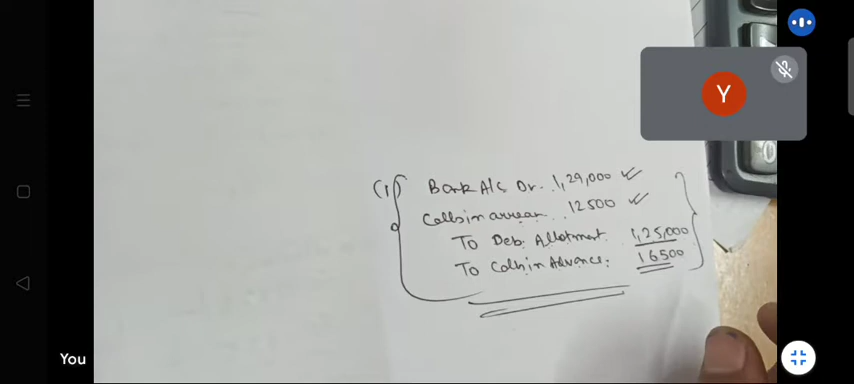 (1) Bank A/c Dr. 1,29,000
Calls in arrear 12500
To Deb. Allotment 1,25,000
To Calls in Advance. 16500
Y
You